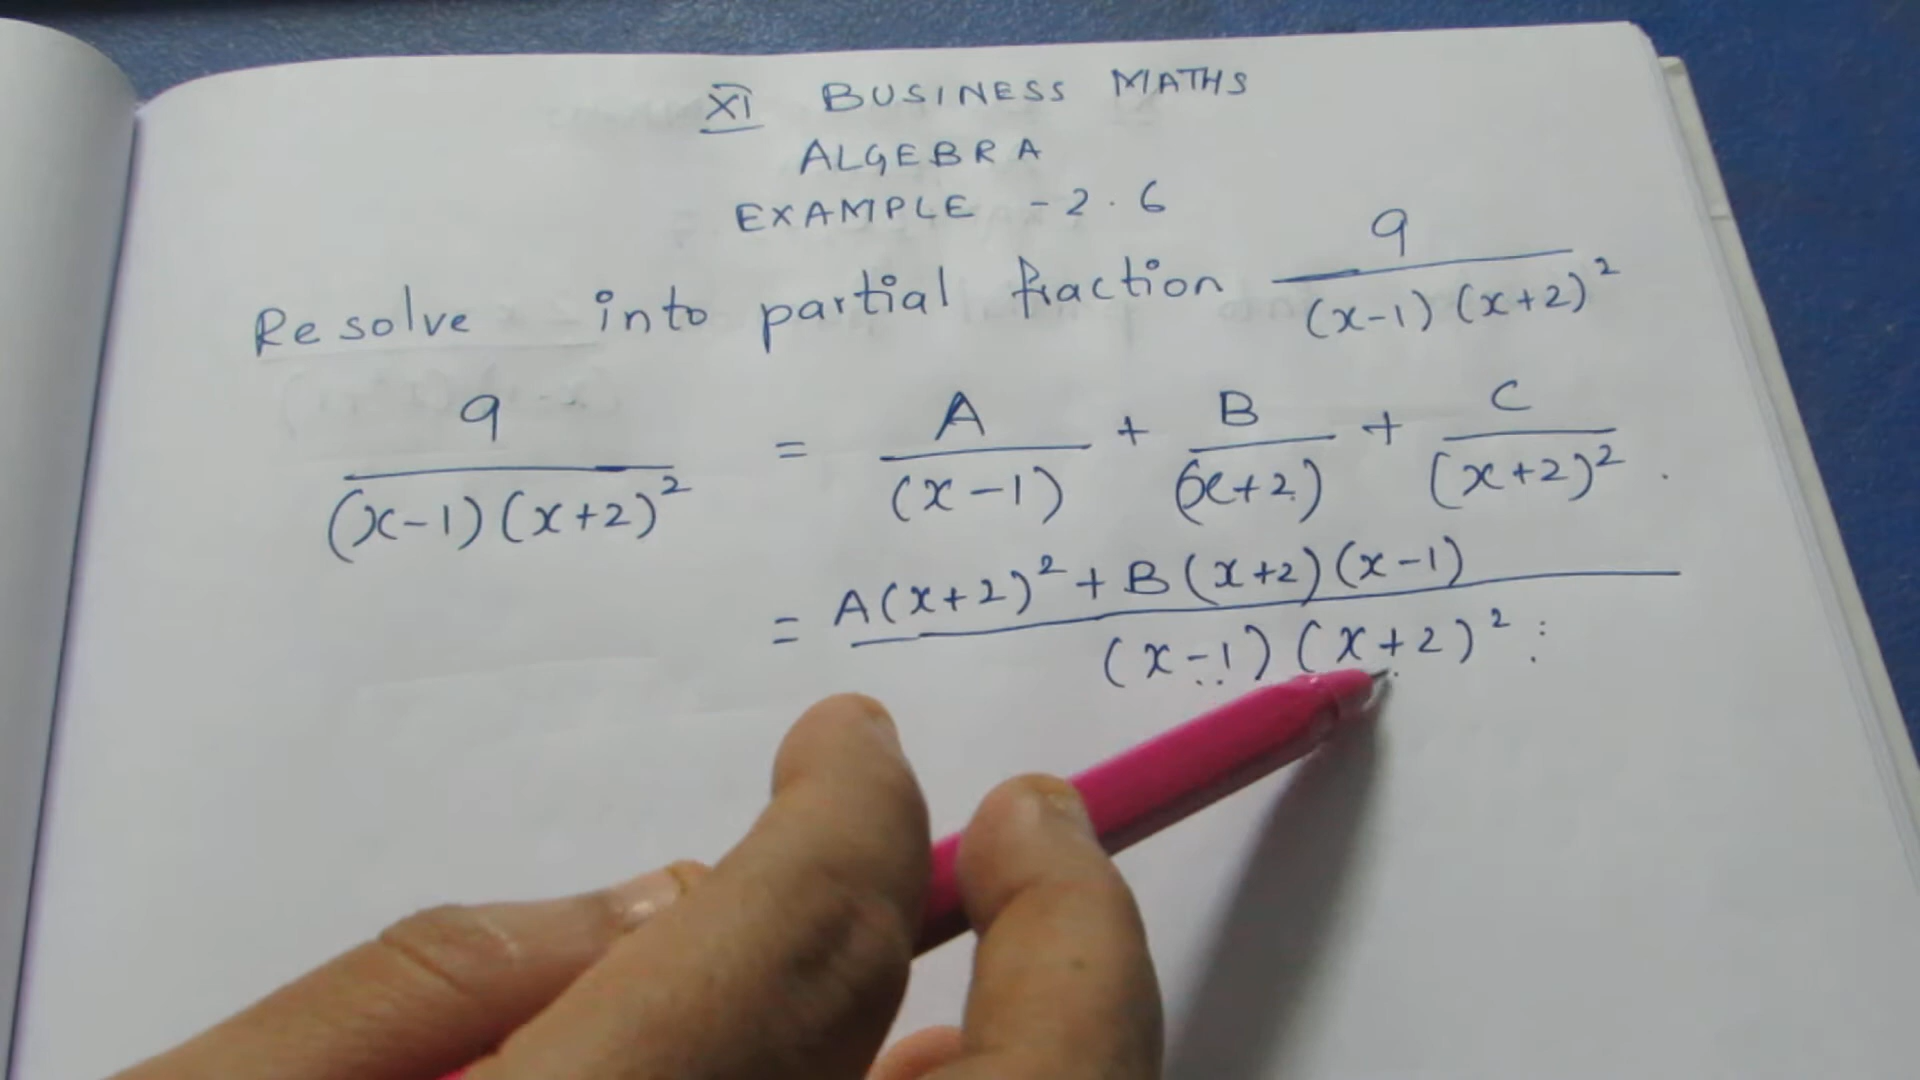 XI BUSINESS MATHS
ALGEBRA
EXAMPLE - 2.6
Resolve into partial fraction 9/((x-1)(x+2)²)
9/((x-1)(x+2)²) = A/(x-1) + B/(x+2) + C/(x+2)².
= (A(x+2)² + B(x+2)(x-1))/((x-1)(x+2)²)